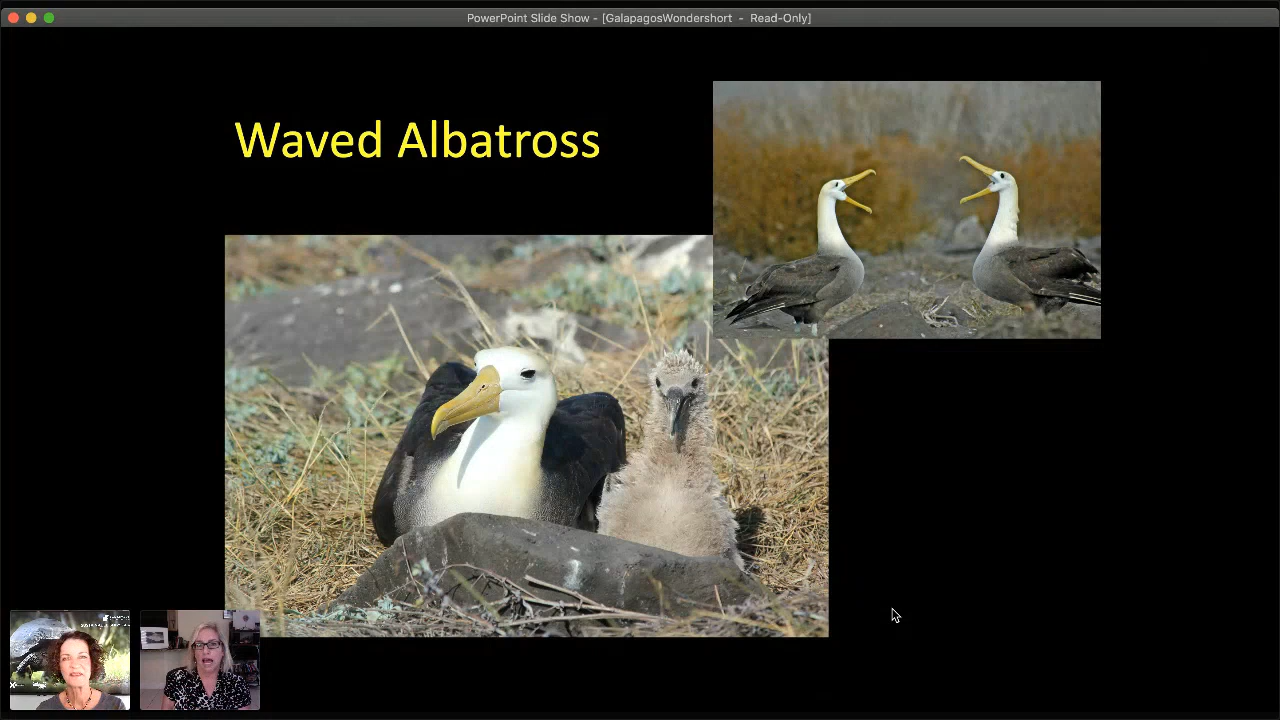 PowerPoint Slide Show - [GalapagosWondershort - Read-Only]
Waved Albatross